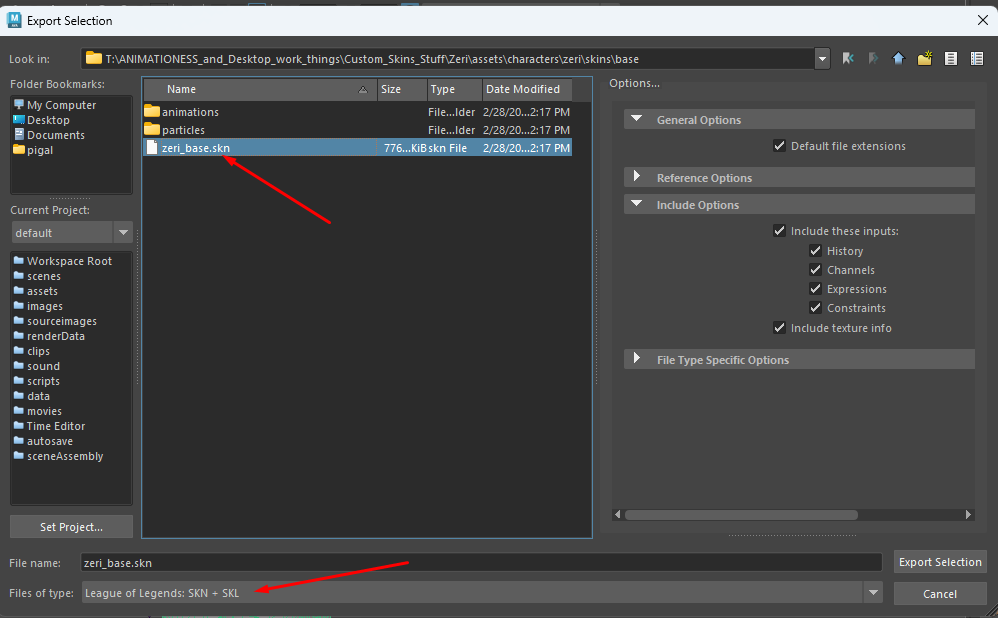 Export Selection
Look in:
T:\ANIMATIONESS_and_Desktop_work_things\Custom_Skins_Stuff\Zeri\assets\characters\zeri\skins\base
Folder Bookmarks:
My Computer
Desktop
Documents
pigal
Current Project:
default
Workspace Root
scenes
assets
images
sourceimages
renderData
clips
sound
scripts
data
movies
Time Editor
autosave
sceneAssembly
Set Project...
Name Size Type Date Modified
animations File...lder 2/28/20...2:17 PM
particles File...lder 2/28/20...2:17 PM
zeri_base.skn 776...KiB skn File 2/28/20...2:17 PM
Options...
General Options
Default file extensions
Reference Options
Include Options
Include these inputs:
History
Channels
Expressions
Constraints
Include texture info
File Type Specific Options
File name: zeri_base.skn Export Selection
Files of type: League of Legends: SKN + SKL Cancel